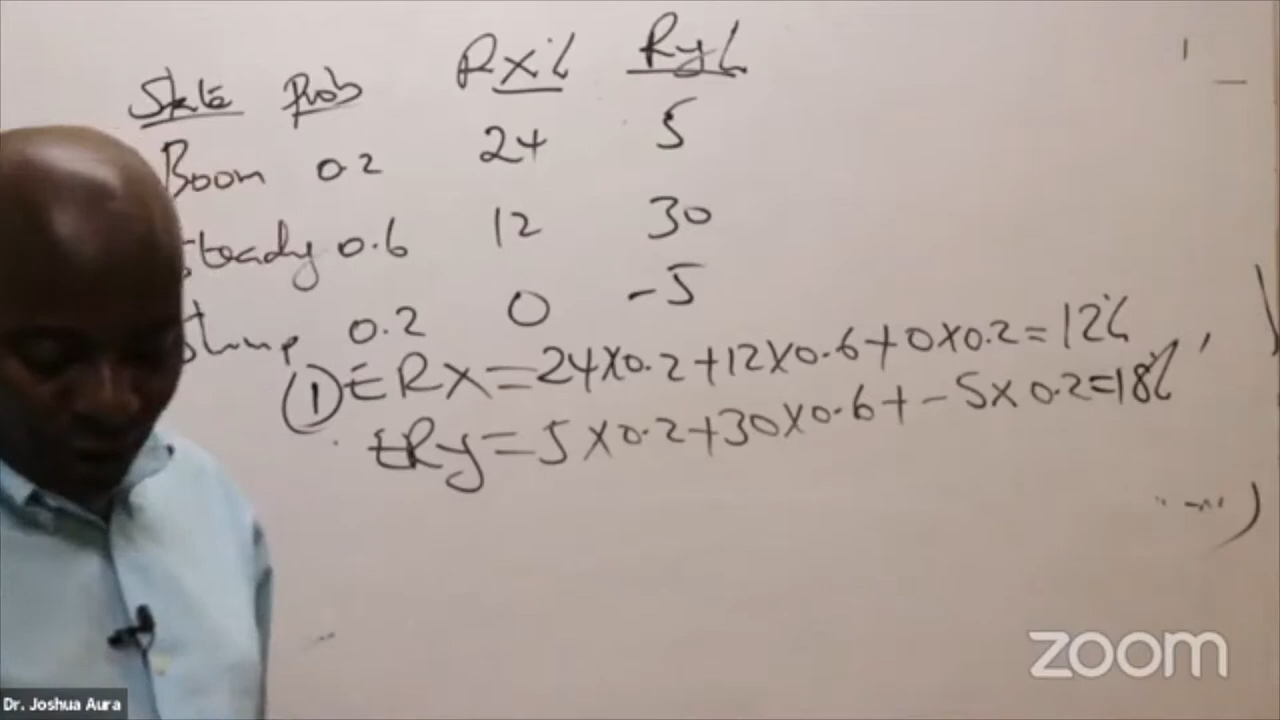 State Prob Rx% Ry%
Boom 0.2 24 5
Steady 0.6 12 30
Slump 0.2 0 -5
(1) ERx = 24x0.2+12x0.6+0x0.2=12%
ERy = 5x0.2+30x0.6+-5x0.2=18%
zoom
Dr. Joshua Aura